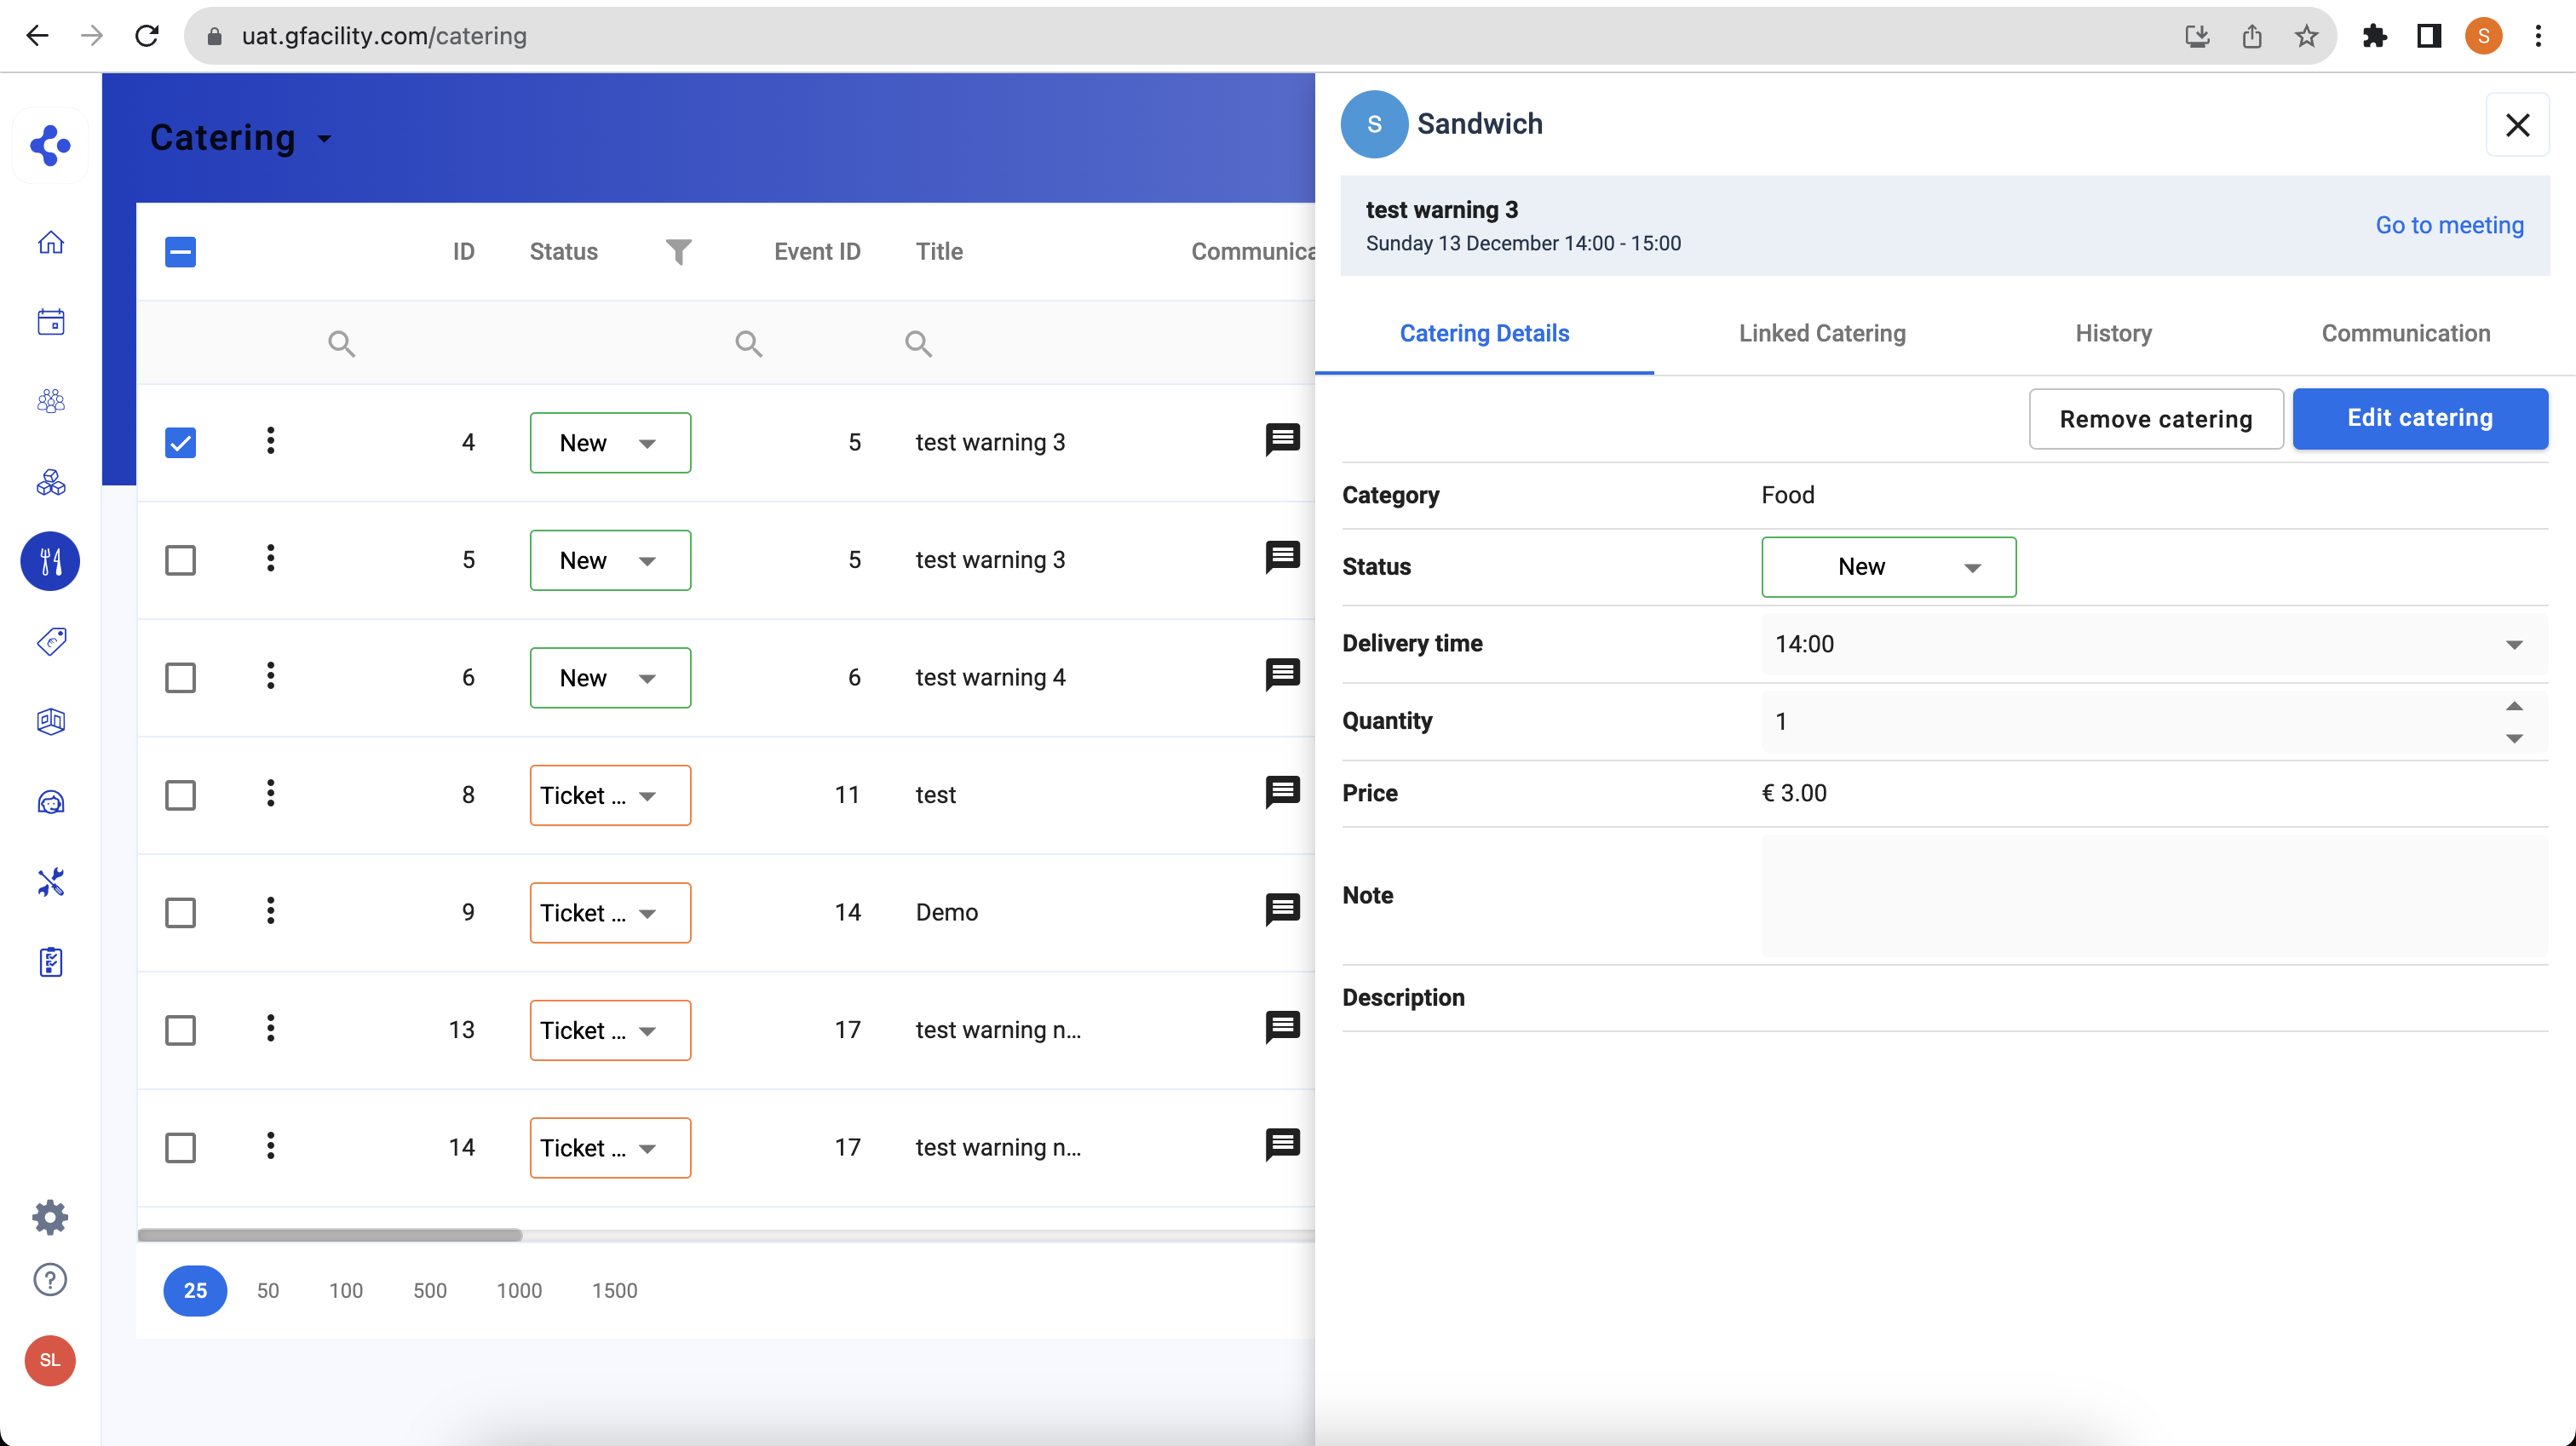 uat.gfacility.com/catering
S
Catering
ID Status Event ID Title Communica
4 New 5 test warning 3
5 New 5 test warning 3
6 New 6 test warning 4
8 Ticket ... 11 test
9 Ticket ... 14 Demo
13 Ticket ... 17 test warning n...
14 Ticket ... 17 test warning n...
25 50 100 500 1000 1500
SL
S Sandwich
test warning 3
Sunday 13 December 14:00 - 15:00
Go to meeting
Catering Details Linked Catering History Communication
Remove catering Edit catering
Category Food
Status New
Delivery time 14:00
Quantity 1
Price € 3.00
Note
Description